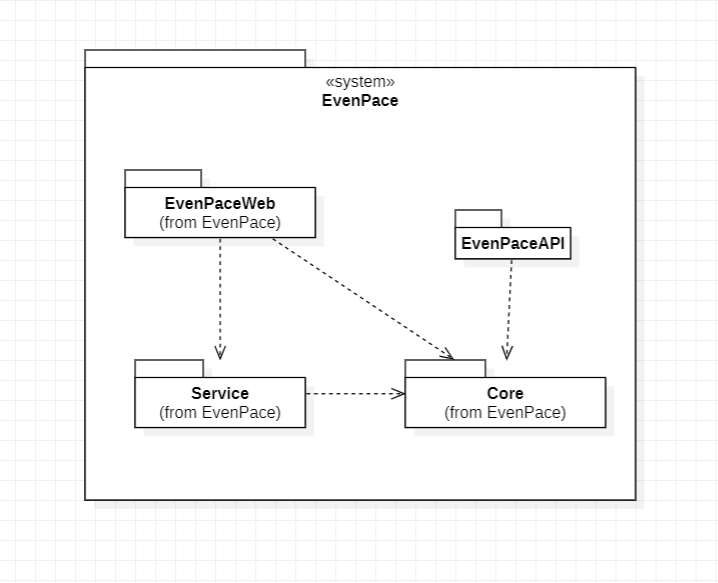 «system»
EvenPace
EvenPaceWeb
(from EvenPace)
EvenPaceAPI
Service
(from EvenPace)
Core
(from EvenPace)